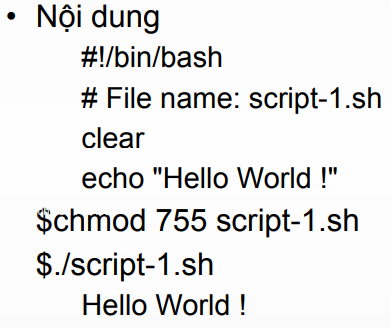 • Nội dung
#!/bin/bash
# File name: script-1.sh
clear
echo "Hello World !"
$chmod 755 script-1.sh
$./script-1.sh
Hello World !